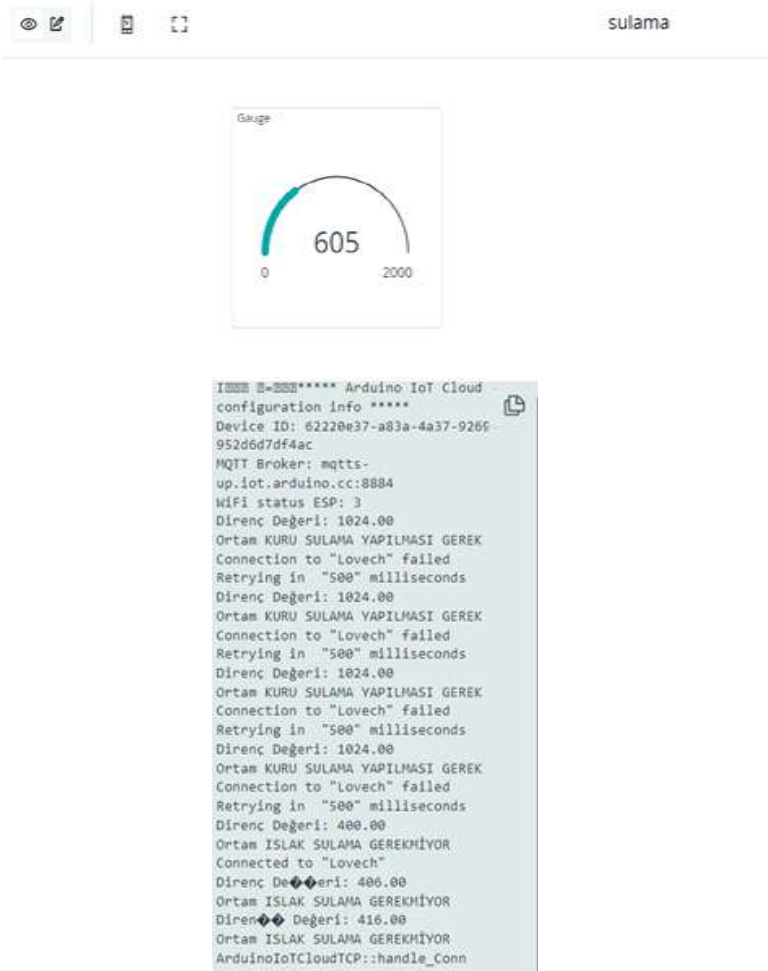 sulama
Gauge
605
0
2000
***** Arduino IoT Cloud
configuration info *****
Device ID: 62220e37-a83a-4a37-9269-
952d6d7df4ac
MQTT Broker: mqtts-
up.iot.arduino.cc:8884
WiFi status ESP: 3
Direnç Değeri: 1024.00
Ortam KURU SULAMA YAPILMASI GEREK
Connection to "Lovech" failed
Retrying in  "500" milliseconds
Direnç Değeri: 1024.00
Ortam KURU SULAMA YAPILMASI GEREK
Connection to "Lovech" failed
Retrying in  "500" milliseconds
Direnç Değeri: 1024.00
Ortam KURU SULAMA YAPILMASI GEREK
Connection to "Lovech" failed
Retrying in  "500" milliseconds
Direnç Değeri: 1024.00
Ortam KURU SULAMA YAPILMASI GEREK
Connection to "Lovech" failed
Retrying in  "500" milliseconds
Direnç Değeri: 400.00
Ortam ISLAK SULAMA GEREKMİYOR
Connected to "Lovech"
Direnç De��eri: 406.00
Ortam ISLAK SULAMA GEREKMİYOR
Diren�� Değeri: 416.00
Ortam ISLAK SULAMA GEREKMİYOR
ArduinoIoTCloudTCP::handle_Conn